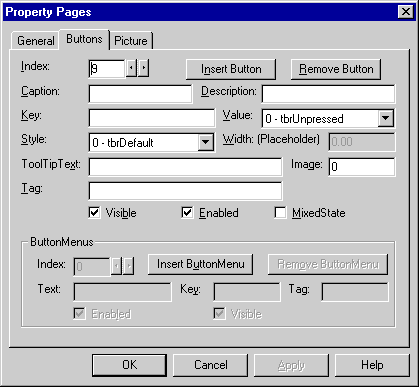 Property Pages
General Buttons Picture
Index: 9 Insert Button Remove Button
Caption: Description:
Key: Value: 0 - tbrUnpressed
Style: 0 - tbrDefault Width: (Placeholder) 0.00
ToolTipText: Image: 0
Tag:
Visible Enabled MixedState
ButtonMenus
Index: 0 Insert ButtonMenu Remove ButtonMenu
Text: Key: Tag:
Enabled Visible
OK Cancel Apply Help